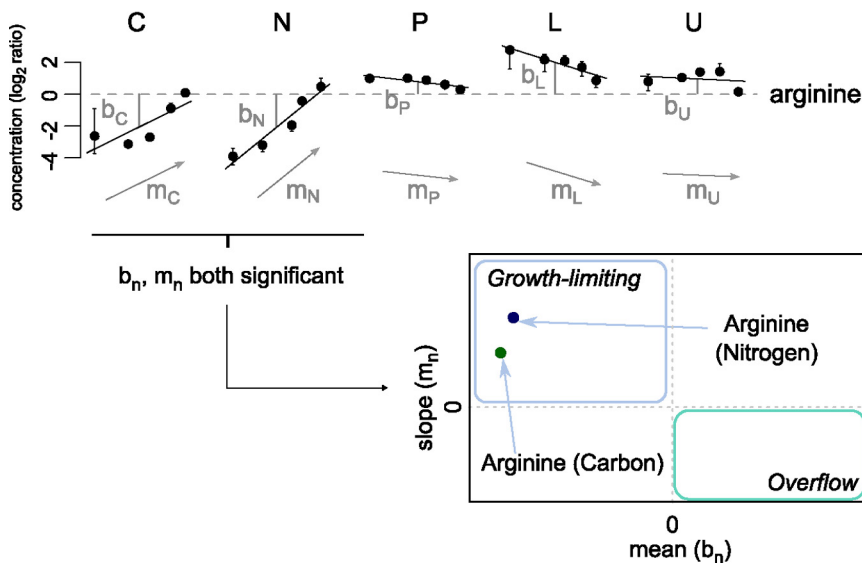 C N P L U
concentration (log2 ratio)
2
0
-2
-4
bC bN bP bL bU
arginine
mC mN mP mL mU
bn, mn both significant
Growth-limiting
Arginine
(Nitrogen)
slope (mn)
0
Arginine (Carbon)
Overflow
0
mean (bn)